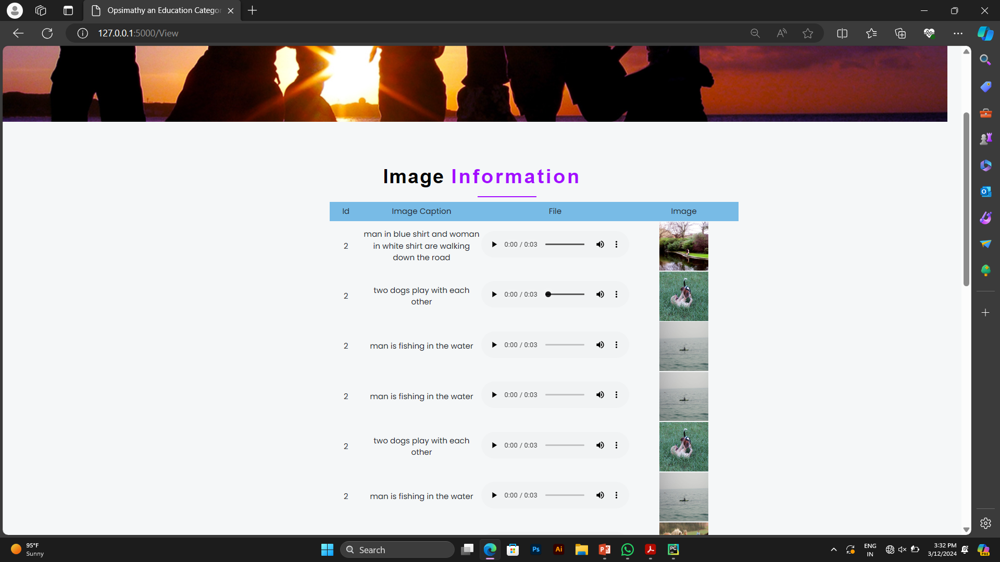 Opsimathy an Education Categor
127.0.0.1:5000/View
Image Information
Id Image Caption File Image
2 man in blue shirt and woman in white shirt are walking down the road 0:00 / 0:03
2 two dogs play with each other 0:00 / 0:03
2 man is fishing in the water 0:00 / 0:03
2 man is fishing in the water 0:00 / 0:03
2 two dogs play with each other 0:00 / 0:03
2 man is fishing in the water 0:00 / 0:03
95°F
Sunny
Search
Ps
Ai
PC
ENG
IN
3:32 PM
3/12/2024
PRE